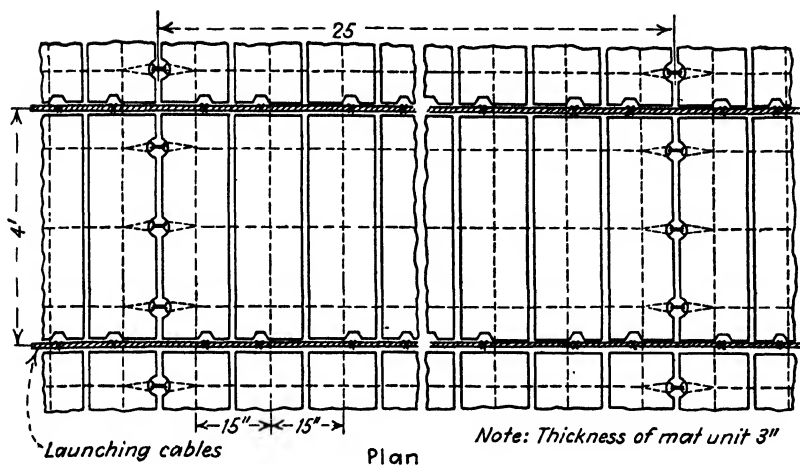 25
4'
15" 15"
Launching cables
Plan
Note: Thickness of mat unit 3"